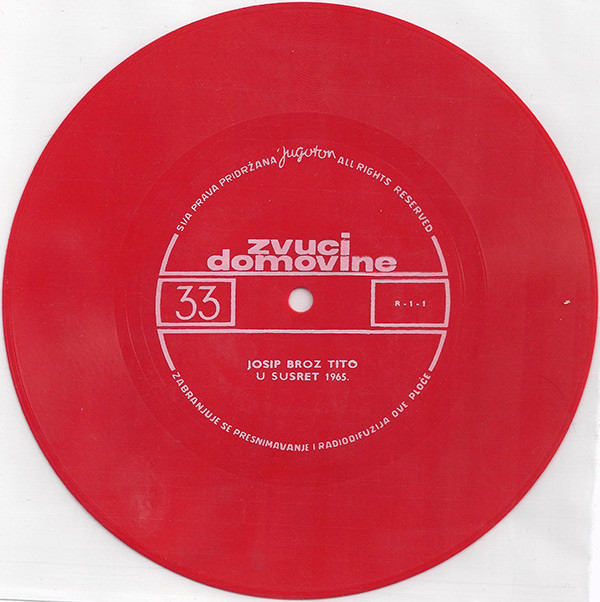 SVA PRAVA PRIDRŽANA Jugoton ALL RIGHTS RESERVED
zvuci
domovine
33
R-1-1
JOSIP BROZ TITO
U SUSRET 1965.
ZABRANJUJE SE PRESNIMAVANJE I RADIODIFUZIJA OVE PLOČE